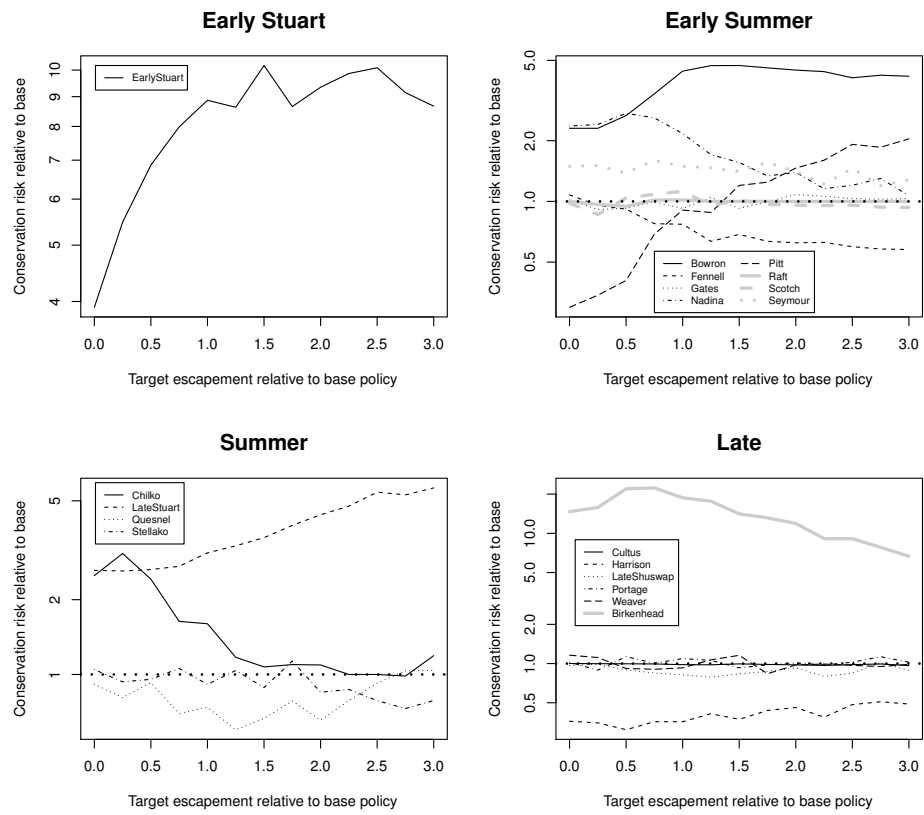 Early Stuart
Conservation risk relative to base
4 5 6 7 8 9 10
EarlyStuart
0.0 0.5 1.0 1.5 2.0 2.5 3.0
Target escapement relative to base policy
Early Summer
Conservation risk relative to base
0.5 1.0 2.0 5.0
Bowron
Fennell
Gates
Nadina
Pitt
Raft
Scotch
Seymour
0.0 0.5 1.0 1.5 2.0 2.5 3.0
Target escapement relative to base policy
Summer
Conservation risk relative to base
1 2 5
Chilko
LateStuart
Quesnel
Stellako
0.0 0.5 1.0 1.5 2.0 2.5 3.0
Target escapement relative to base policy
Late
Conservation risk relative to base
0.5 1.0 5.0 10.0
Cultus
Harrison
LateShuswap
Portage
Weaver
Birkenhead
0.0 0.5 1.0 1.5 2.0 2.5 3.0
Target escapement relative to base policy